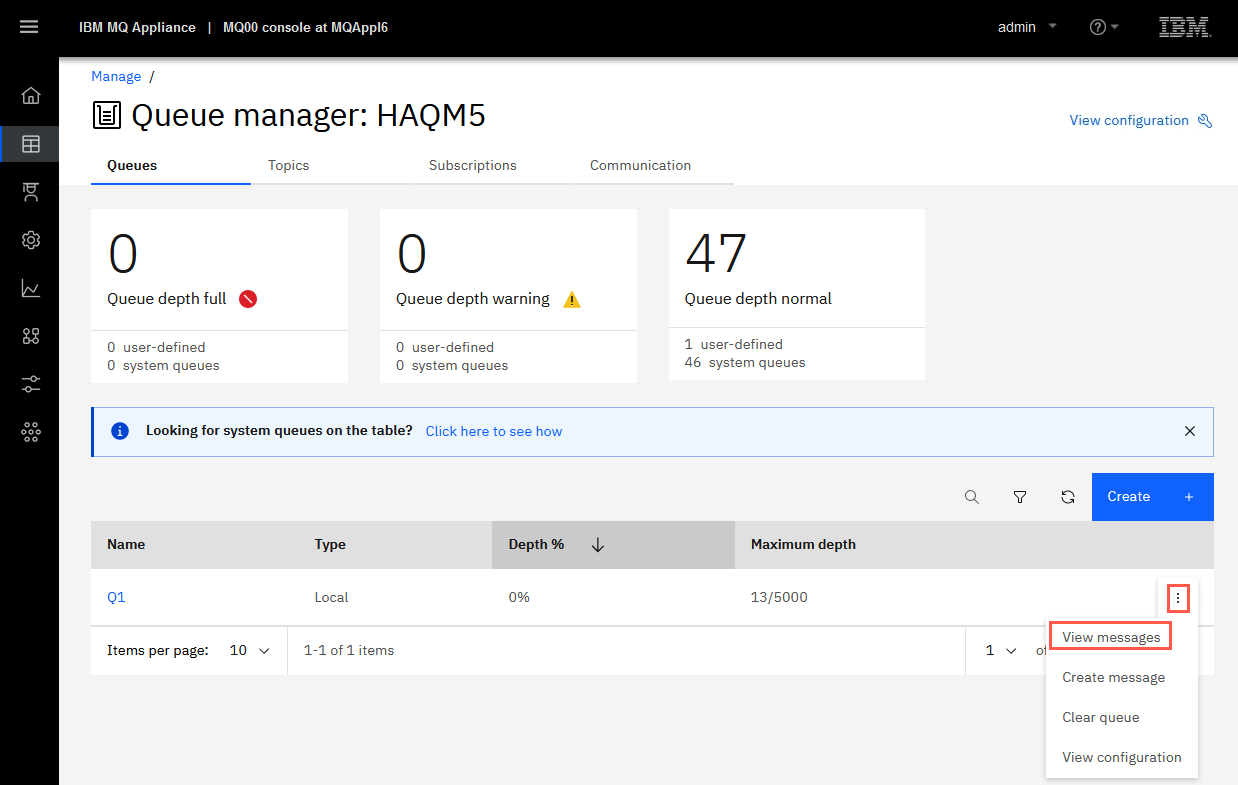 IBM MQ Appliance | MQ00 console at MQAppl6
admin
IBM
Manage /
Queue manager: HAQM5
View configuration
Queues Topics Subscriptions Communication
0
Queue depth full
0 user-defined
0 system queues
0
Queue depth warning
0 user-defined
0 system queues
47
Queue depth normal
1 user-defined
46 system queues
Looking for system queues on the table? Click here to see how
Create +
Name Type Depth % Maximum depth
Q1 Local 0% 13/5000
Items per page: 10 1-1 of 1 items 1
View messages
Create message
Clear queue
View configuration